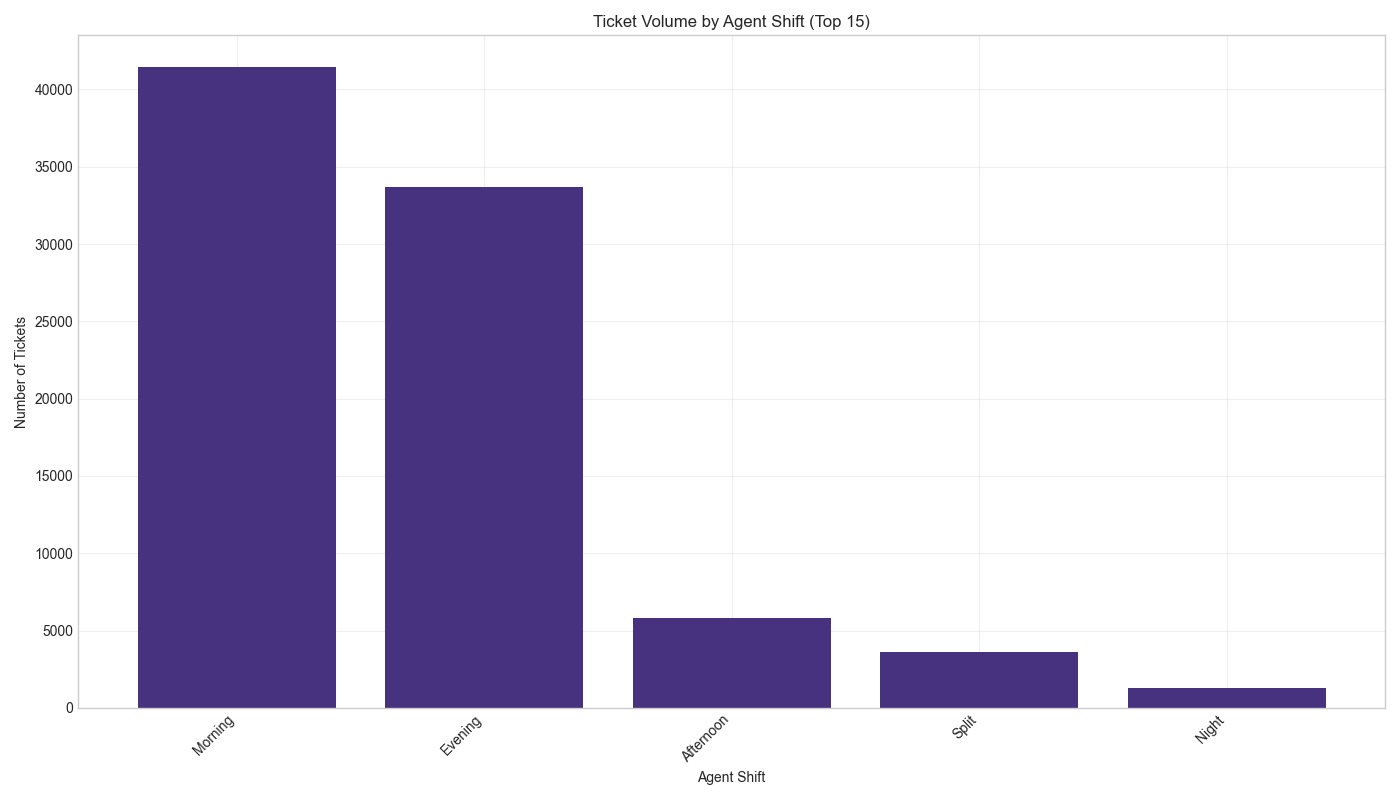 Ticket Volume by Agent Shift (Top 15)
Number of Tickets
40000
35000
30000
25000
20000
15000
10000
5000
0
Morning
Evening
Afternoon
Split
Night
Agent Shift